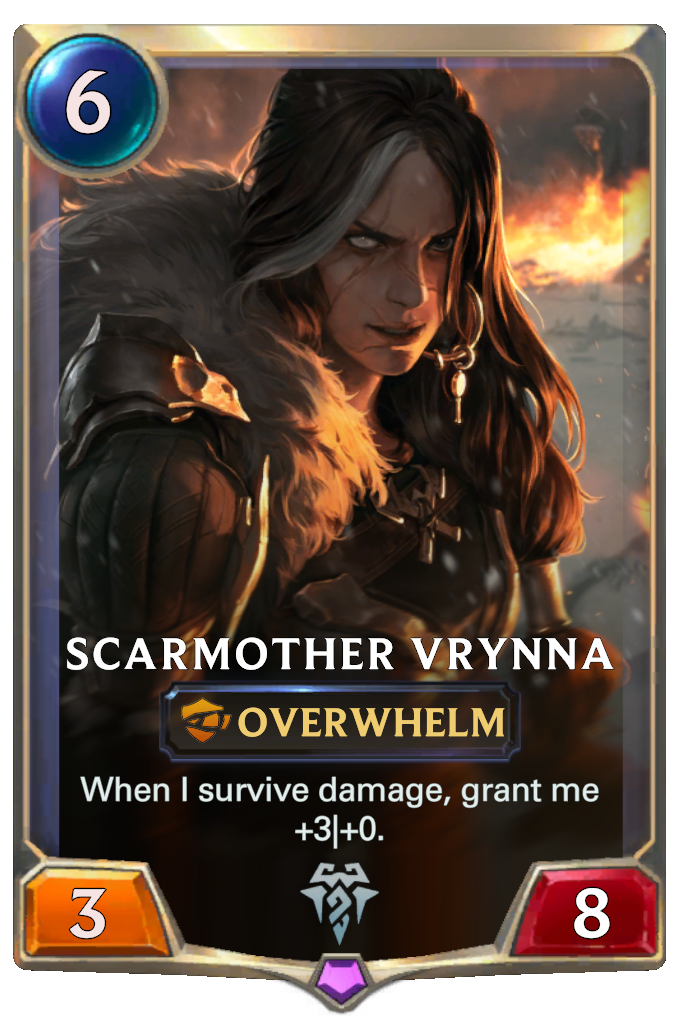 6
SCARMOTHER VRYNNA
OVERWHELM
When I survive damage, grant me
+3|+0.
3
8